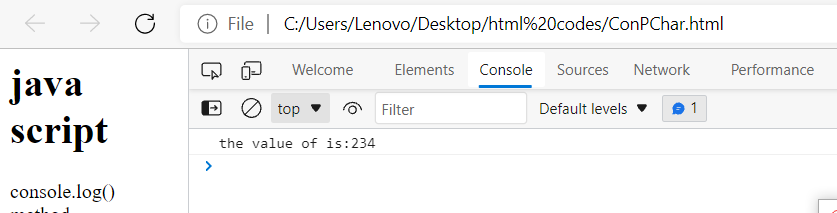 File C:/Users/Lenovo/Desktop/html%20codes/ConPChar.html
java
script
console.log()
method
Welcome Elements Console Sources Network Performance
top Filter Default levels 1
the value of is:234